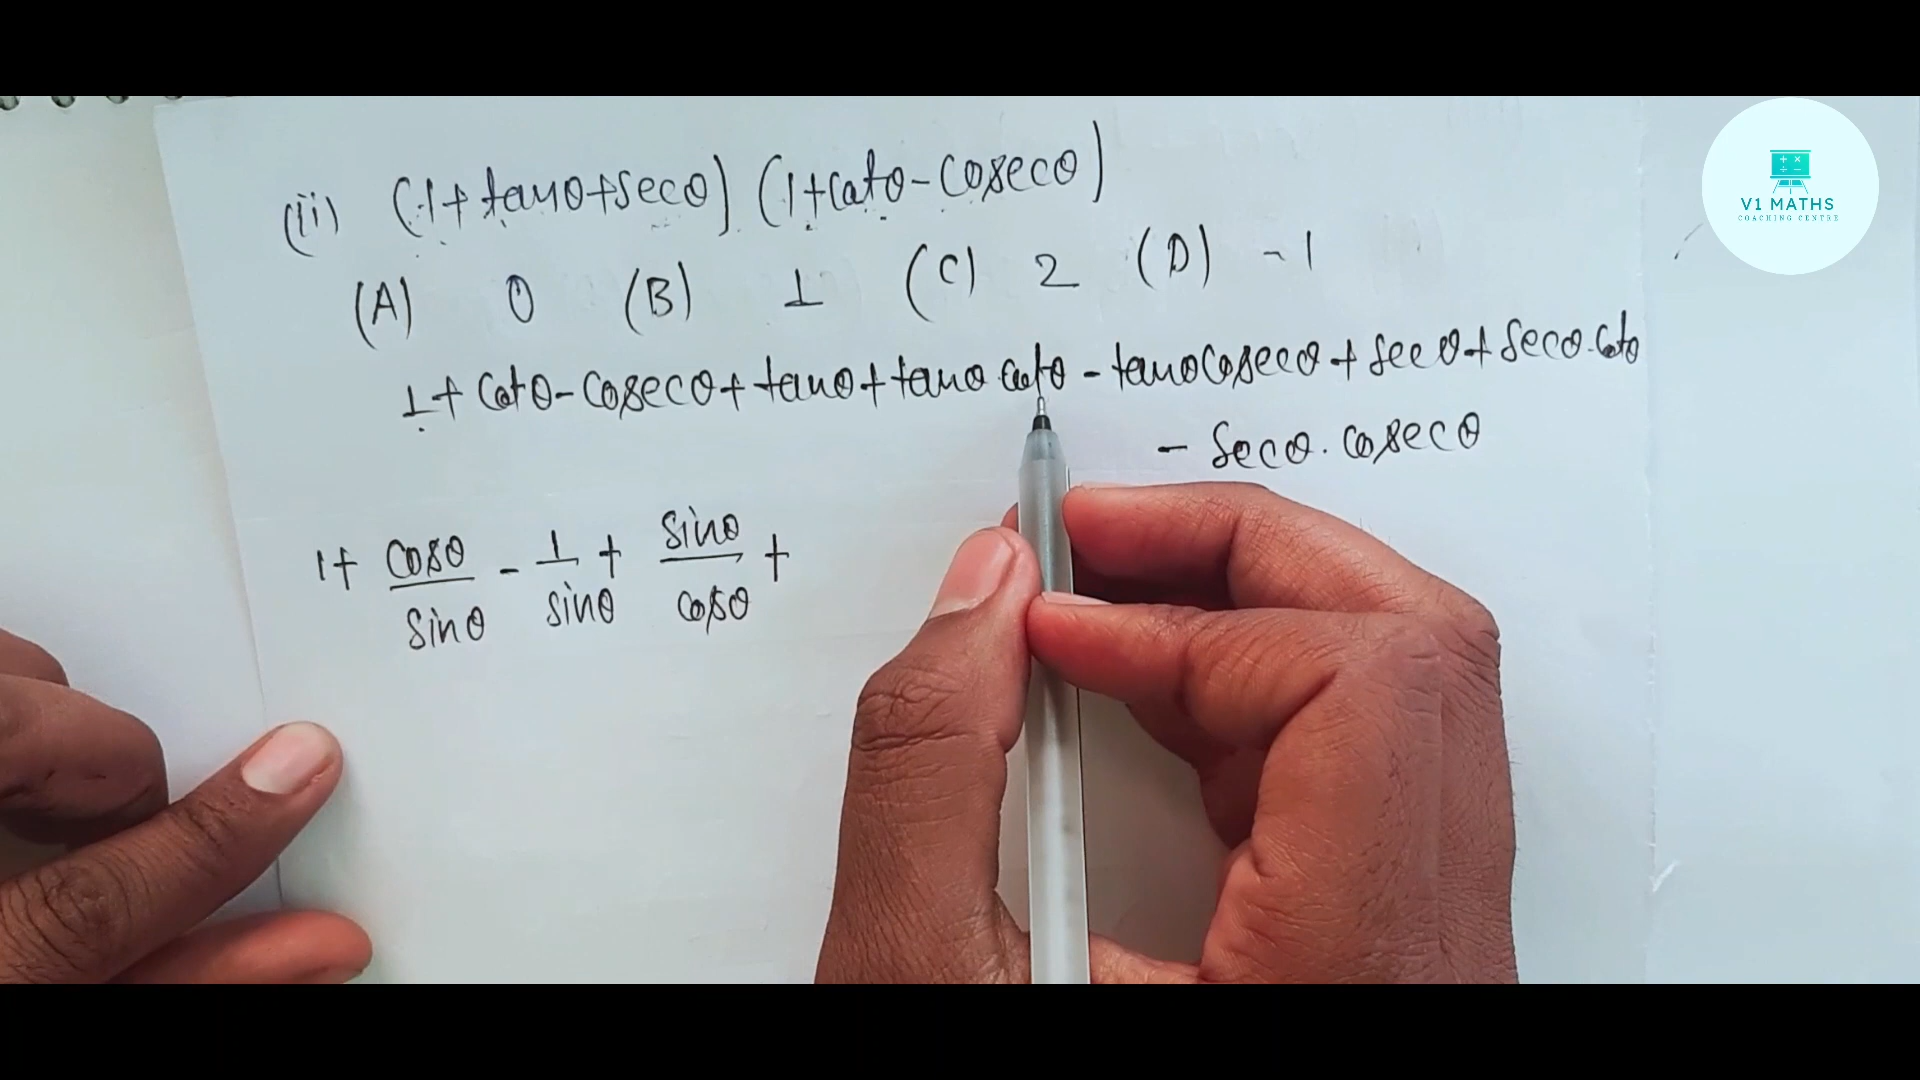 (ii) (1+tanθ+secθ) (1+cotθ-cosecθ)
(A) 0 (B) 1 (C) 2 (D) -1
1+cotθ-cosecθ+tanθ+tanθ.cotθ-tanθcosecθ+secθ+secθ.cotθ
- secθ.cosecθ
1+ cosθ/sinθ - 1/sinθ + sinθ/cosθ +
V1 MATHS
COACHING CENTRE